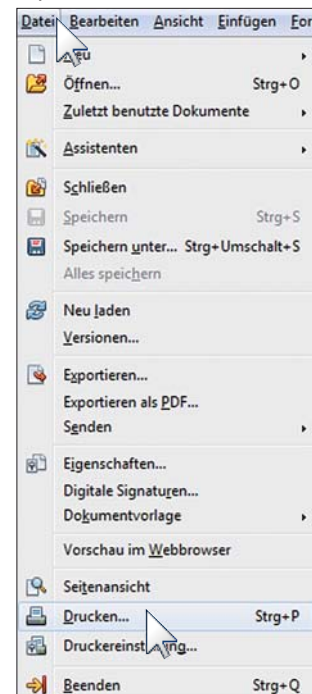 Datei Bearbeiten Ansicht Einfügen For
Neu
Öffnen... Strg+O
Zuletzt benutzte Dokumente
Assistenten
Schließen
Speichern Strg+S
Speichern unter... Strg+Umschalt+S
Alles speichern
Neu laden
Versionen...
Exportieren...
Exportieren als PDF...
Senden
Eigenschaften...
Digitale Signaturen...
Dokumentvorlage
Vorschau im Webbrowser
Seitenansicht
Drucken... Strg+P
Druckereinstellung...
Beenden Strg+Q